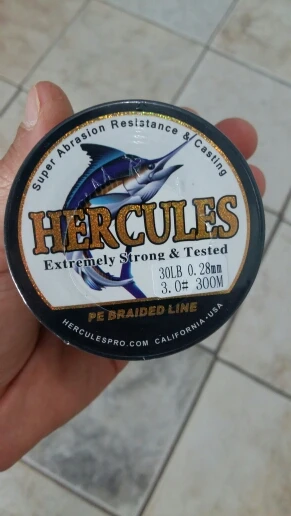 Super Abrasion Resistance & Casting
HERCULES
Extremely Strong & Tested
30LB 0.28mm
3.0# 300M
PE BRAIDED LINE
HERCULESPRO.COM CALIFORNIA·USA